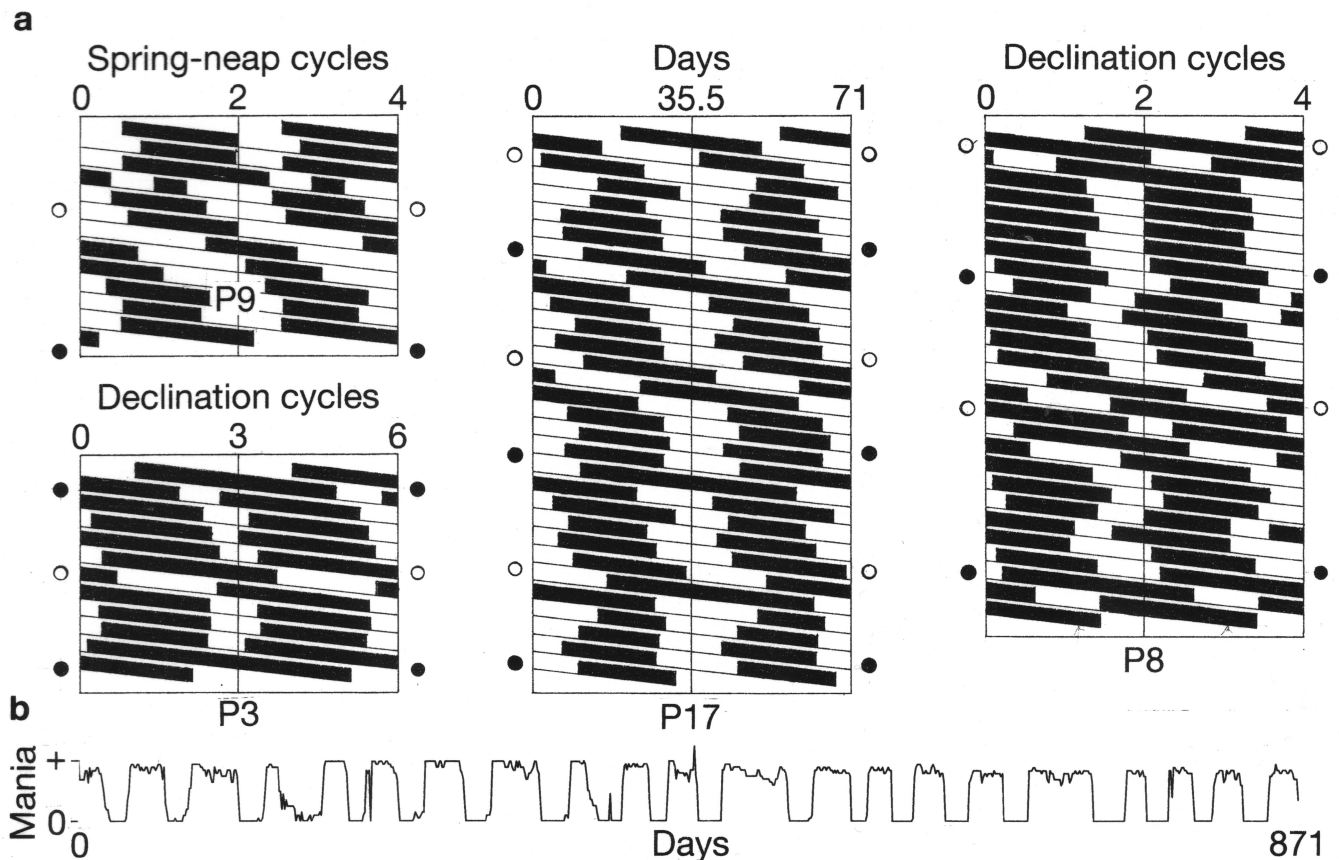 a
Spring-neap cycles
0 2 4
P9
Declination cycles
0 3 6
P3
Days
0 35.5 71
P17
Declination cycles
0 2 4
P8
b
Mania
+
0
0 Days 871